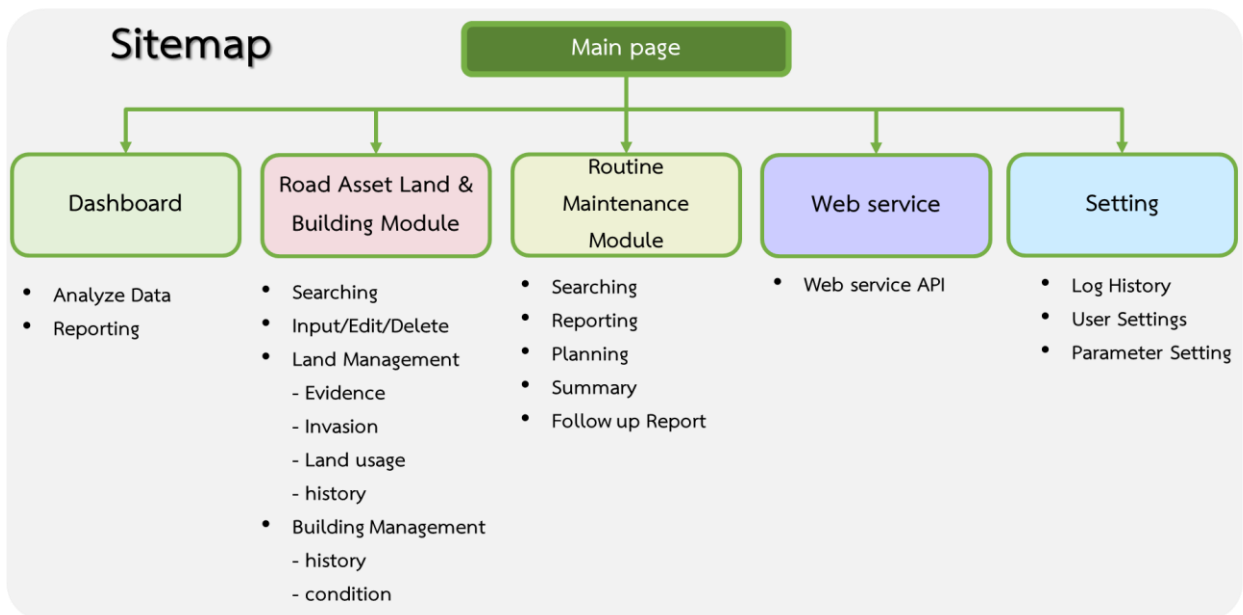 Sitemap
Main page
Dashboard
• Analyze Data
• Reporting
Road Asset Land &
Building Module
• Searching
• Input/Edit/Delete
• Land Management
- Evidence
- Invasion
- Land usage
- history
• Building Management
- history
- condition
Routine
Maintenance
Module
• Searching
• Reporting
• Planning
• Summary
• Follow up Report
Web service
• Web service API
Setting
• Log History
• User Settings
• Parameter Setting